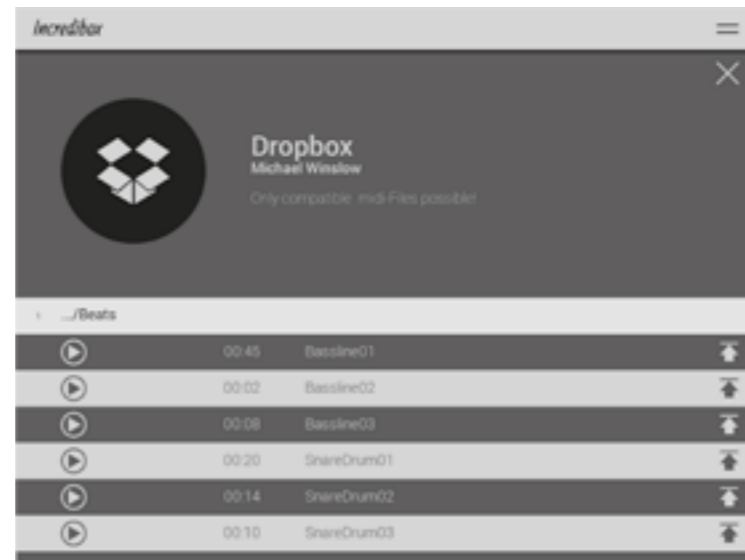 Incredibox
Dropbox
Michael Winslow
Only compatible midi-Files possible!
.../Beats
00:45 Bassline01
00:02 Bassline02
00:08 Bassline03
00:20 SnareDrum01
00:14 SnareDrum02
00:10 SnareDrum03